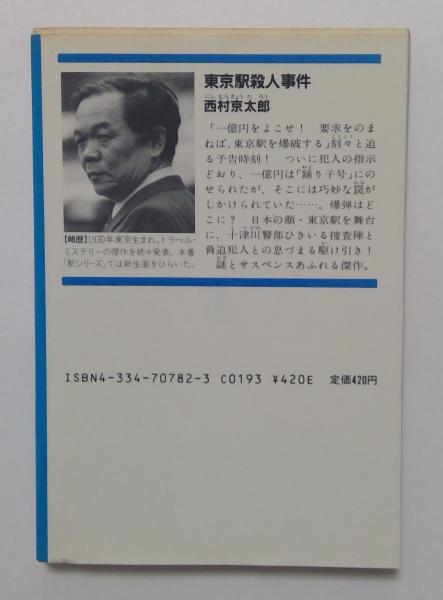 東京駅殺人事件
にしむらきょうたろう
西村京太郎
「一億円をよこせ! 要求をのま
ねば、東京駅を爆破する」刻々と迫
る予告時刻! ついに犯人の指示
どおり、一億円は「踊り子号」にの
せられたが、そこには巧妙な罠が
しかけられていた……。爆弾はど
こに? 日本の顔・東京駅を舞台
に、十津川警部ひきいる捜査陣と
脅迫犯人との息づまる駆け引き!
謎とサスペンスあふれる傑作。
【略歴】1930年東京生まれ。トラベル・
ミステリーの傑作を続々発表。本書
「駅シリーズ」では新生面をひらいた。
ISBN4-334-70782-3 C0193 ¥420E 定価420円